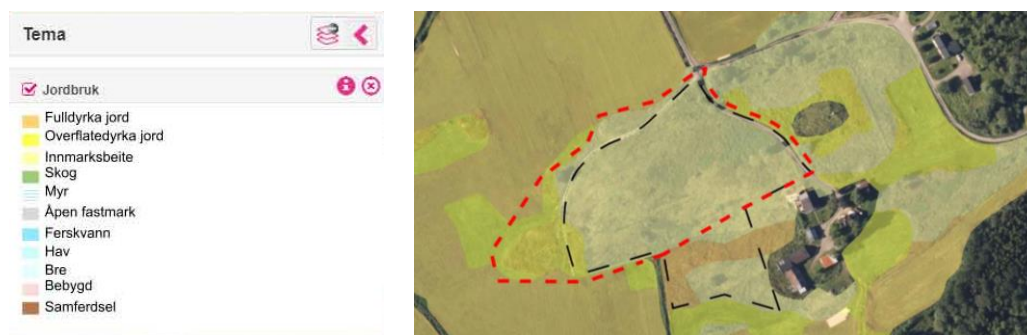 Tema
Jordbruk
Fulldyrka jord
Overflatedyrka jord
Innmarksbeite
Skog
Myr
Åpen fastmark
Ferskvann
Hav
Bre
Bebygd
Samferdsel